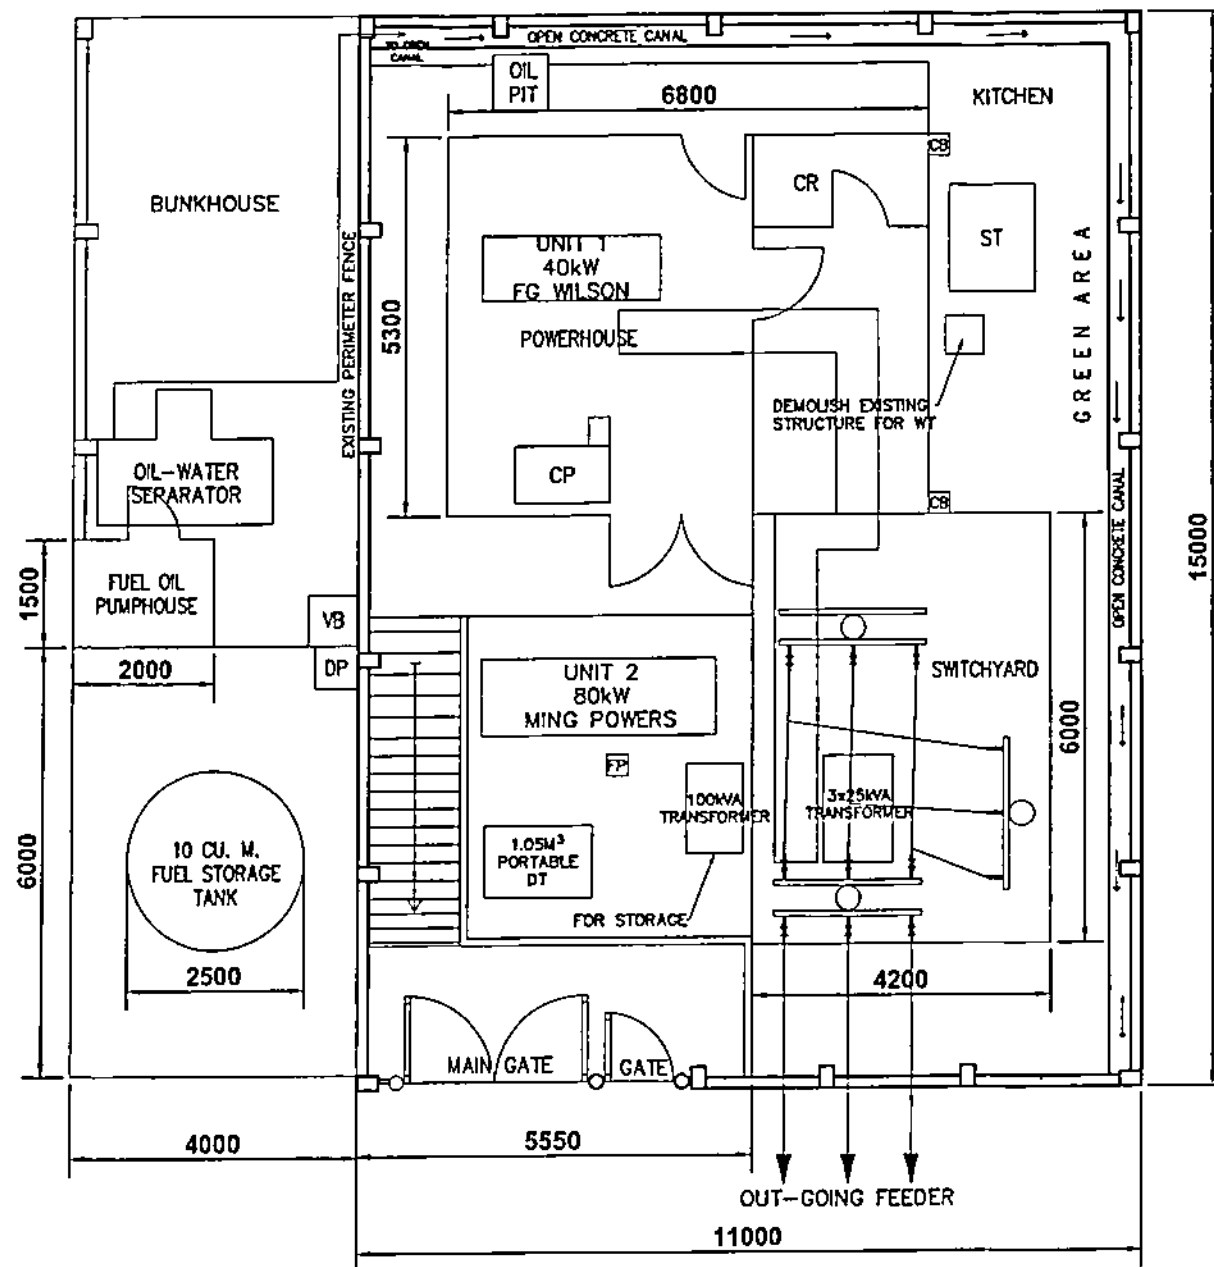 OPEN CONCRETE CANAL
TO OPEN
CANAL
OIL
PIT
6800
KITCHEN
CB
CR
BUNKHOUSE
ST
UNIT 1
40kW
FG WILSON
EXISTING PERIMETER FENCE
5300
POWERHOUSE
GREEN AREA
DEMOLISH EXISTING
STRUCTURE FOR WT
OIL-WATER
SEPARATOR
CP
CB
OPEN CONCRETE CANAL
15000
1500
FUEL OIL
PUMPHOUSE
VB
DP
2000
UNIT 2
80kW
MING POWERS
SWITCHYARD
6000
FP
100kVA
TRANSFORMER
3x25kVA
TRANSFORMER
6000
10 CU. M.
FUEL STORAGE
TANK
1.05M³
PORTABLE
DT
FOR STORAGE
2500
4200
MAIN GATE
GATE
4000
5550
OUT-GOING FEEDER
11000